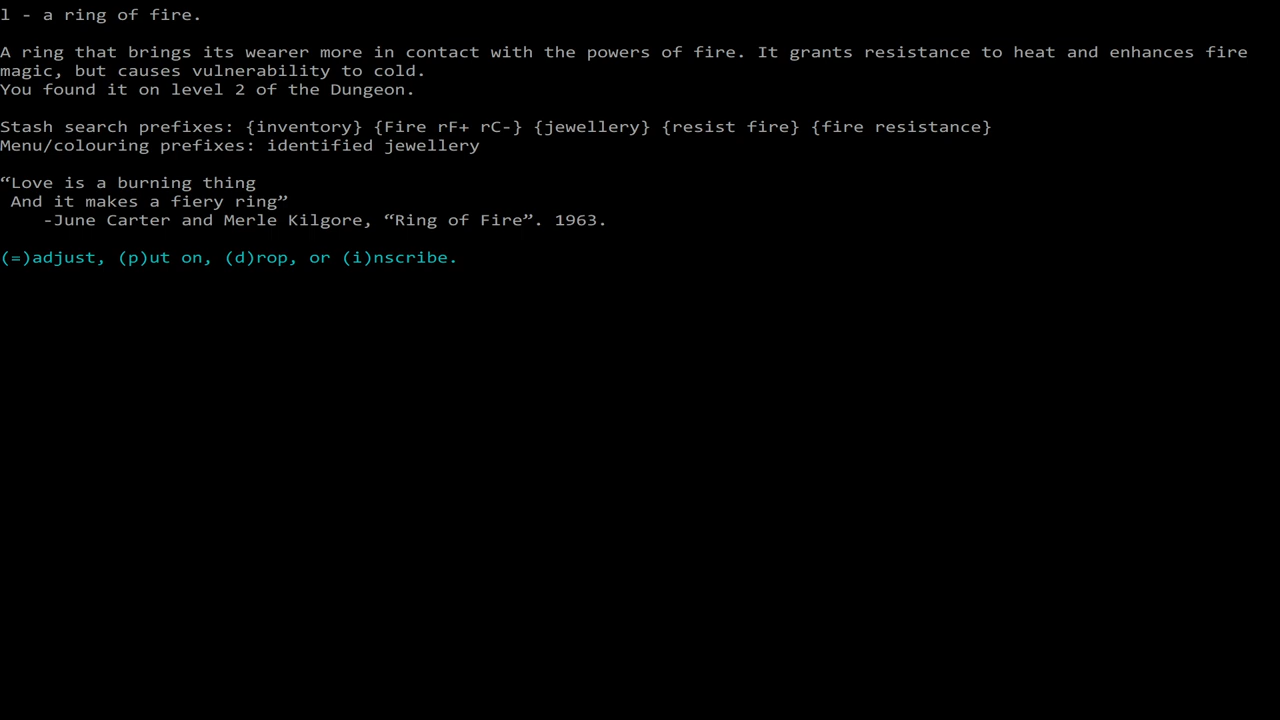 l - a ring of fire.
A ring that brings its wearer more in contact with the powers of fire. It grants resistance to heat and enhances fire
magic, but causes vulnerability to cold.
You found it on level 2 of the Dungeon.
Stash search prefixes: {inventory} {Fire rF+ rC-} {jewellery} {resist fire} {fire resistance}
Menu/colouring prefixes: identified jewellery
“Love is a burning thing
And it makes a fiery ring”
-June Carter and Merle Kilgore, “Ring of Fire”. 1963.
(=)adjust, (p)ut on, (d)rop, or (i)nscribe.